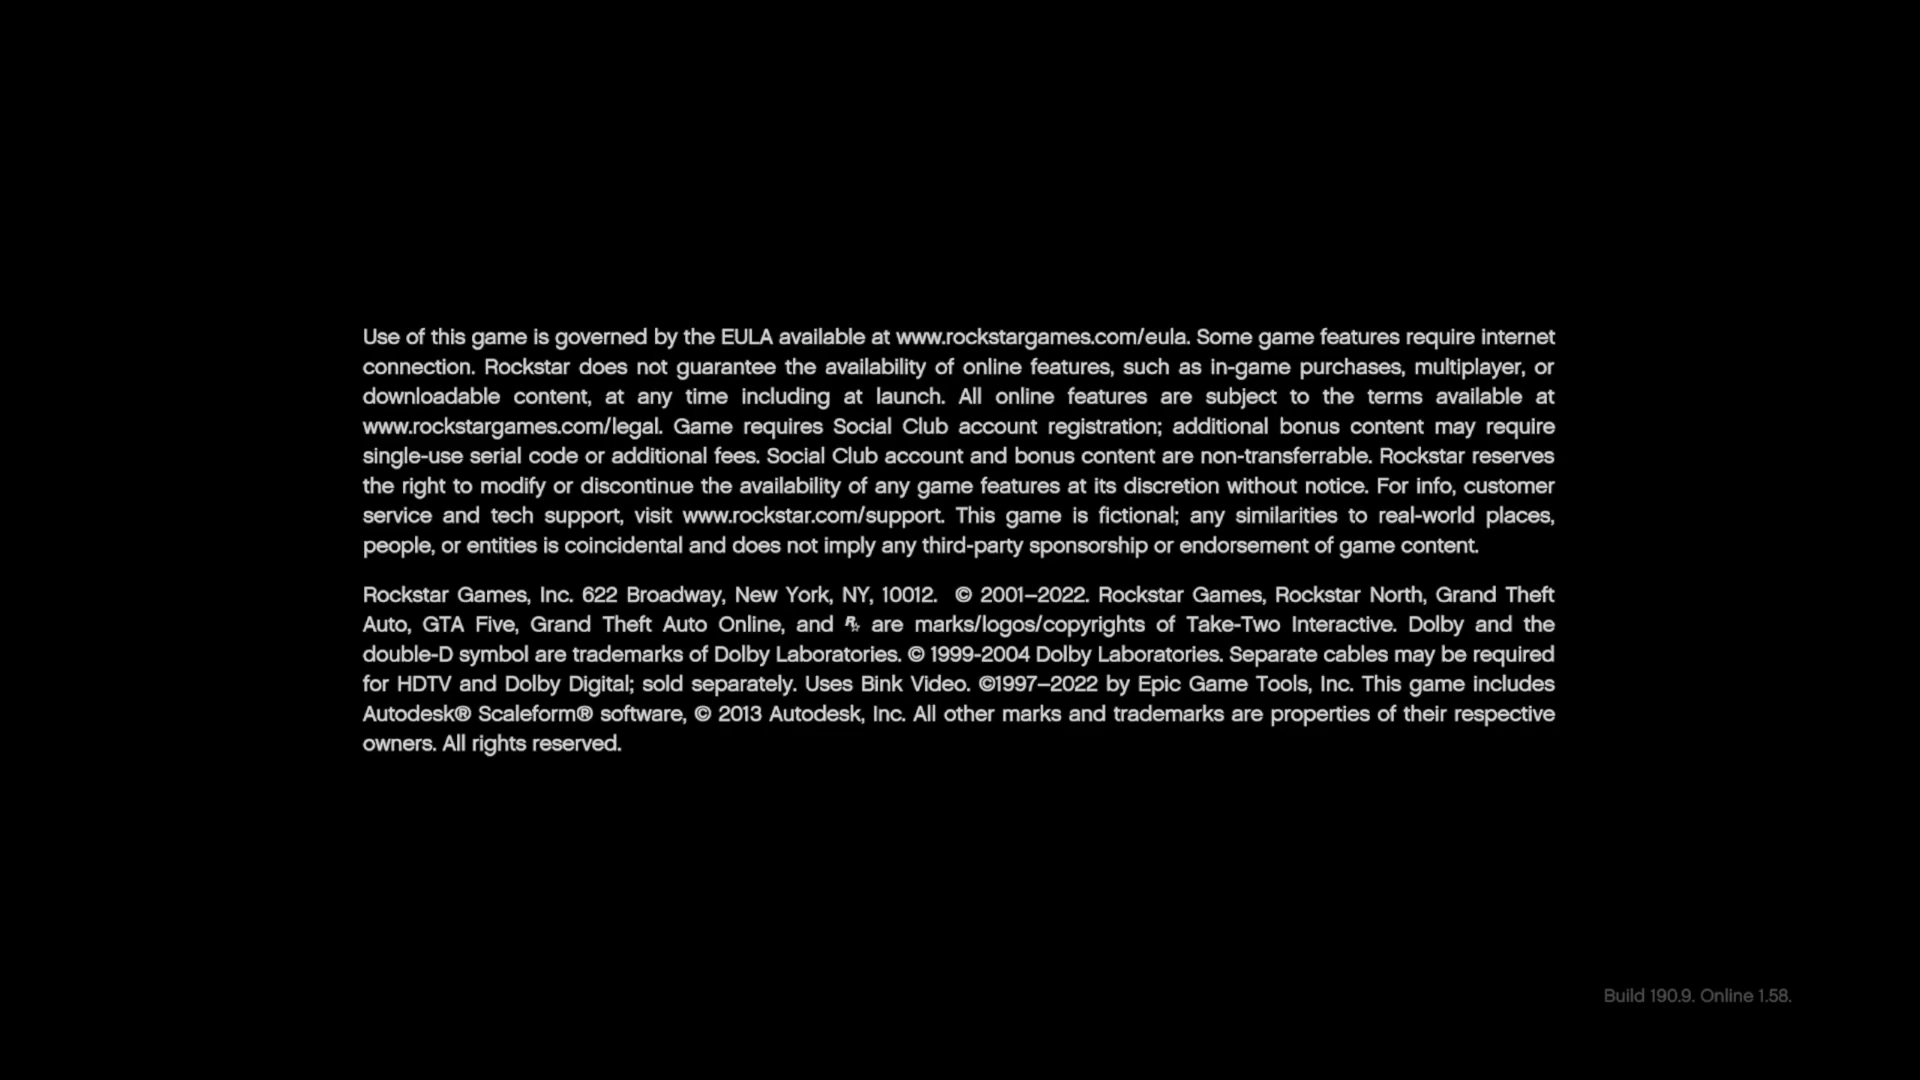 Use of this game is governed by the EULA available at www.rockstargames.com/eula. Some game features require internet
connection. Rockstar does not guarantee the availability of online features, such as in-game purchases, multiplayer, or
downloadable content, at any time including at launch. All online features are subject to the terms available at
www.rockstargames.com/legal. Game requires Social Club account registration; additional bonus content may require
single-use serial code or additional fees. Social Club account and bonus content are non-transferrable. Rockstar reserves
the right to modify or discontinue the availability of any game features at its discretion without notice. For info, customer
service and tech support, visit www.rockstar.com/support. This game is fictional; any similarities to real-world places,
people, or entities is coincidental and does not imply any third-party sponsorship or endorsement of game content.
Rockstar Games, Inc. 622 Broadway, New York, NY, 10012. © 2001–2022. Rockstar Games, Rockstar North, Grand Theft
Auto, GTA Five, Grand Theft Auto Online, and R★ are marks/logos/copyrights of Take-Two Interactive. Dolby and the
double-D symbol are trademarks of Dolby Laboratories. © 1999-2004 Dolby Laboratories. Separate cables may be required
for HDTV and Dolby Digital; sold separately. Uses Bink Video. ©1997–2022 by Epic Game Tools, Inc. This game includes
Autodesk® Scaleform® software, © 2013 Autodesk, Inc. All other marks and trademarks are properties of their respective
owners. All rights reserved.
Build 190.9. Online 1.58.